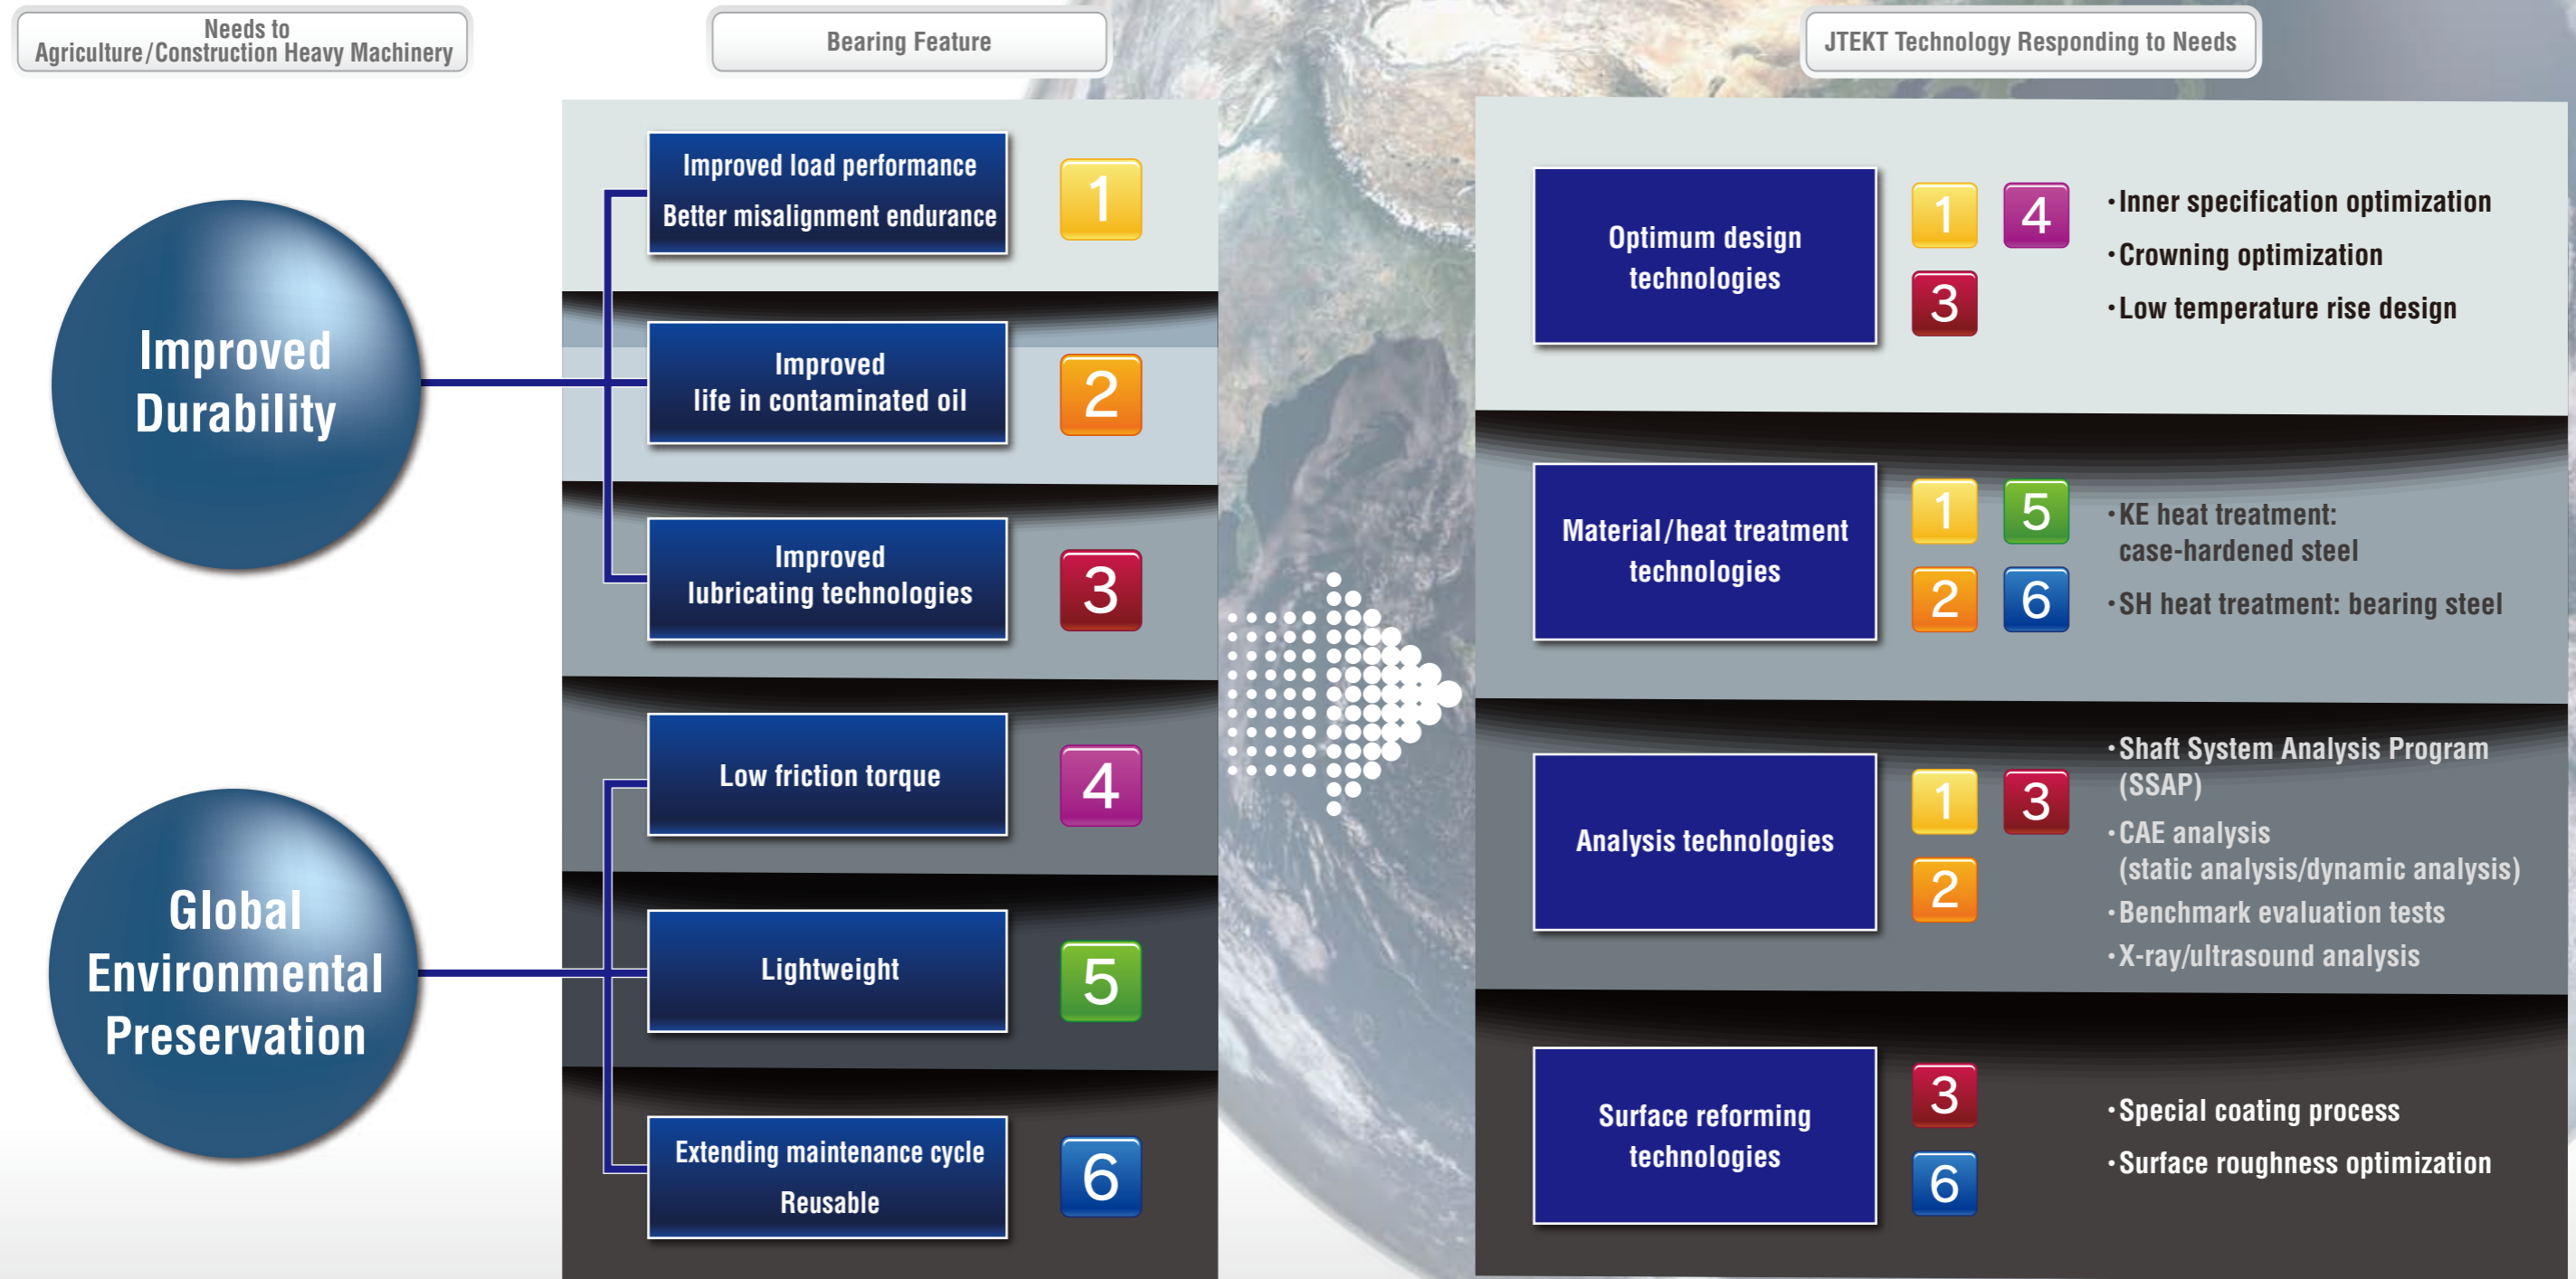 Needs to
Agriculture/Construction Heavy Machinery
Bearing Feature
JTEKT Technology Responding to Needs
Improved
Durability
Global
Environmental
Preservation
Improved load performance
Better misalignment endurance
1
Improved
life in contaminated oil
2
Improved
lubricating technologies
3
Low friction torque
4
Lightweight
5
Extending maintenance cycle
Reusable
6
Optimum design
technologies
1 4
3
・Inner specification optimization
・Crowning optimization
・Low temperature rise design
Material/heat treatment
technologies
1 5
2 6
・KE heat treatment:
case-hardened steel
・SH heat treatment: bearing steel
Analysis technologies
1 3
2
・Shaft System Analysis Program
(SSAP)
・CAE analysis
(static analysis/dynamic analysis)
・Benchmark evaluation tests
・X-ray/ultrasound analysis
Surface reforming
technologies
3
6
・Special coating process
・Surface roughness optimization